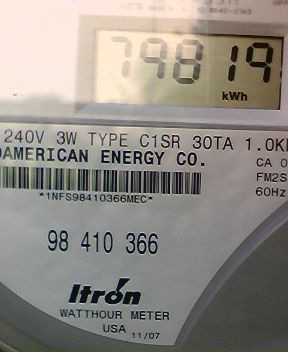 79819
kWh
240V 3W TYPE C1SR 30TA 1.0K
DAMERICAN ENERGY CO.
CA 0
FM2S
60Hz
*1NFS98410366MEC*
98 410 366
Itron
WATTHOUR METER
USA 11/07